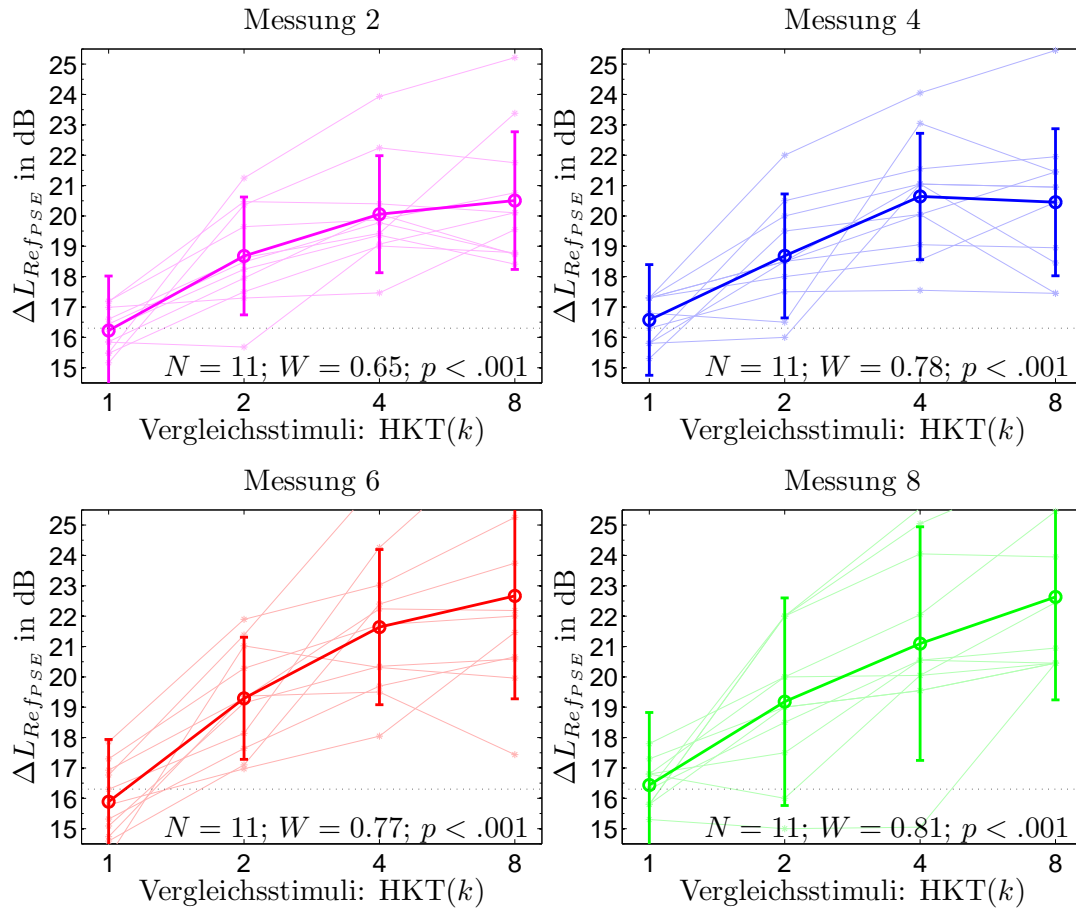 Messung 2
ΔL_{Ref_{PSE}} in dB
25
24
23
22
21
20
19
18
17
16
15
N = 11; W = 0.65; p < .001
1 2 4 8
Vergleichsstimuli: HKT(k)
Messung 4
ΔL_{Ref_{PSE}} in dB
25
24
23
22
21
20
19
18
17
16
15
N = 11; W = 0.78; p < .001
1 2 4 8
Vergleichsstimuli: HKT(k)
Messung 6
ΔL_{Ref_{PSE}} in dB
25
24
23
22
21
20
19
18
17
16
15
N = 11; W = 0.77; p < .001
1 2 4 8
Vergleichsstimuli: HKT(k)
Messung 8
ΔL_{Ref_{PSE}} in dB
25
24
23
22
21
20
19
18
17
16
15
N = 11; W = 0.81; p < .001
1 2 4 8
Vergleichsstimuli: HKT(k)